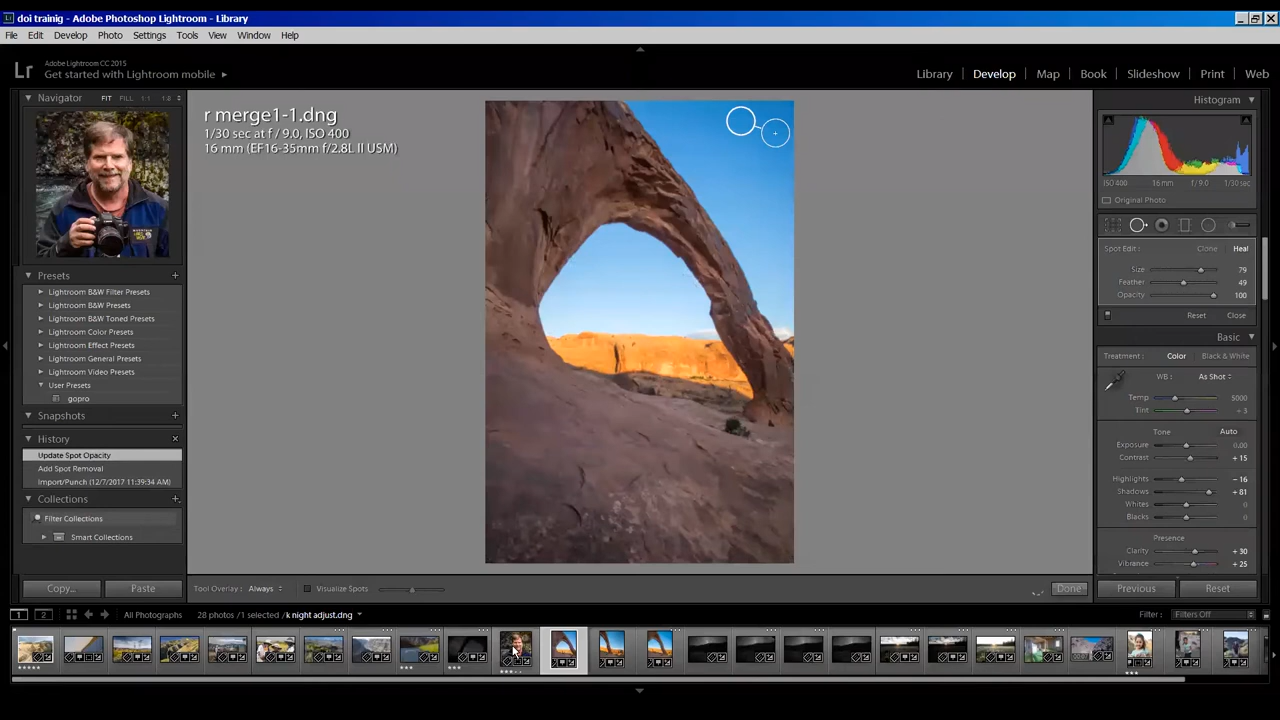 doi trainig - Adobe Photoshop Lightroom - Library
File Edit Develop Photo Settings Tools View Window Help
Lr
Adobe Lightroom CC 2015
Get started with Lightroom mobile
Library Develop Map Book Slideshow Print Web
Navigator FIT FILL 1:1 1:8
r merge1-1.dng
1/30 sec at f / 9.0, ISO 400
16 mm (EF16-35mm f/2.8L II USM)
Presets +
Lightroom B&W Filter Presets
Lightroom B&W Presets
Lightroom B&W Toned Presets
Lightroom Color Presets
Lightroom Effect Presets
Lightroom General Presets
Lightroom Video Presets
User Presets
gopro
Snapshots +
History ×
Update Spot Opacity
Add Spot Removal
Import/Punch (12/7/2017 11:39:34 AM)
Collections +
Filter Collections
Smart Collections
Copy... Paste
Histogram
ISO 400 16 mm f / 9.0 1/30 sec
Original Photo
Spot Edit : Clone Heal
Size 79
Feather 49
Opacity 100
Reset Close
Basic
Treatment : Color Black & White
WB : As Shot
Temp 5000
Tint + 3
Tone Auto
Exposure 0.00
Contrast + 15
Highlights − 16
Shadows + 81
Whites 0
Blacks 0
Presence
Clarity + 30
Vibrance + 25
Previous Reset
Tool Overlay : Always Visualize Spots Done
1 2 All Photographs 28 photos / 1 selected / k night adjust.dng Filter : Filters Off